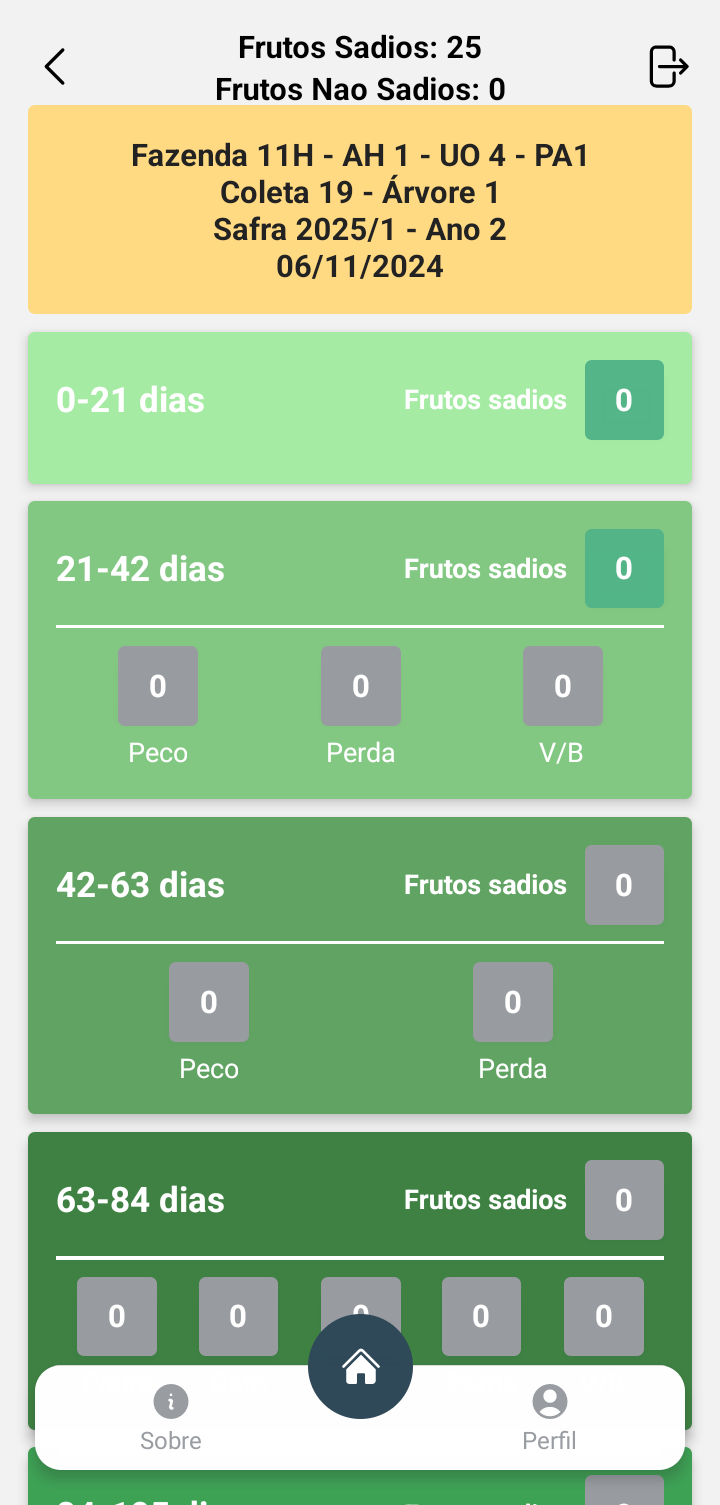 Frutos Sadios: 25
Frutos Nao Sadios: 0
Fazenda 11H - AH 1 - UO 4 - PA1
Coleta 19 - Árvore 1
Safra 2025/1 - Ano 2
06/11/2024
0-21 dias Frutos sadios 0
21-42 dias Frutos sadios 0
0 0 0
Peco Perda V/B
42-63 dias Frutos sadios 0
0 0
Peco Perda
63-84 dias Frutos sadios 0
0 0 0 0 0
Sobre Perfil